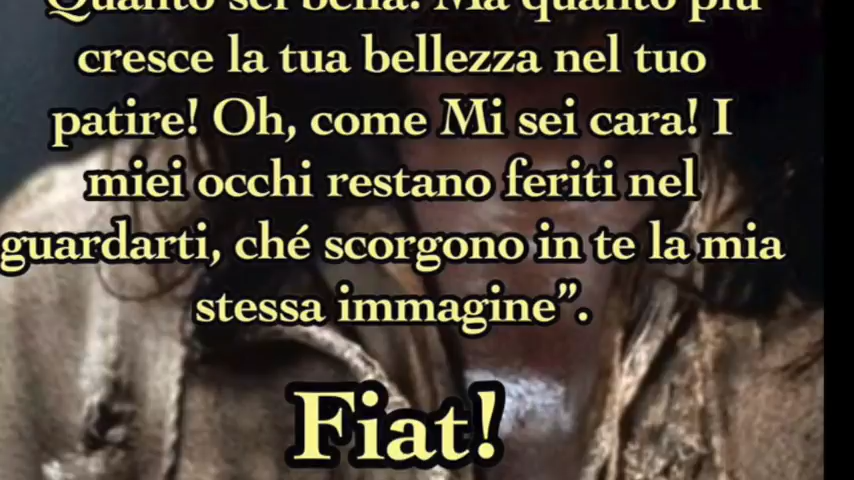 Quanto sei bella! Ma quanto più
cresce la tua bellezza nel tuo
patire! Oh, come Mi sei cara! I
miei occhi restano feriti nel
guardarti, ché scorgono in te la mia
stessa immagine”.
Fiat!